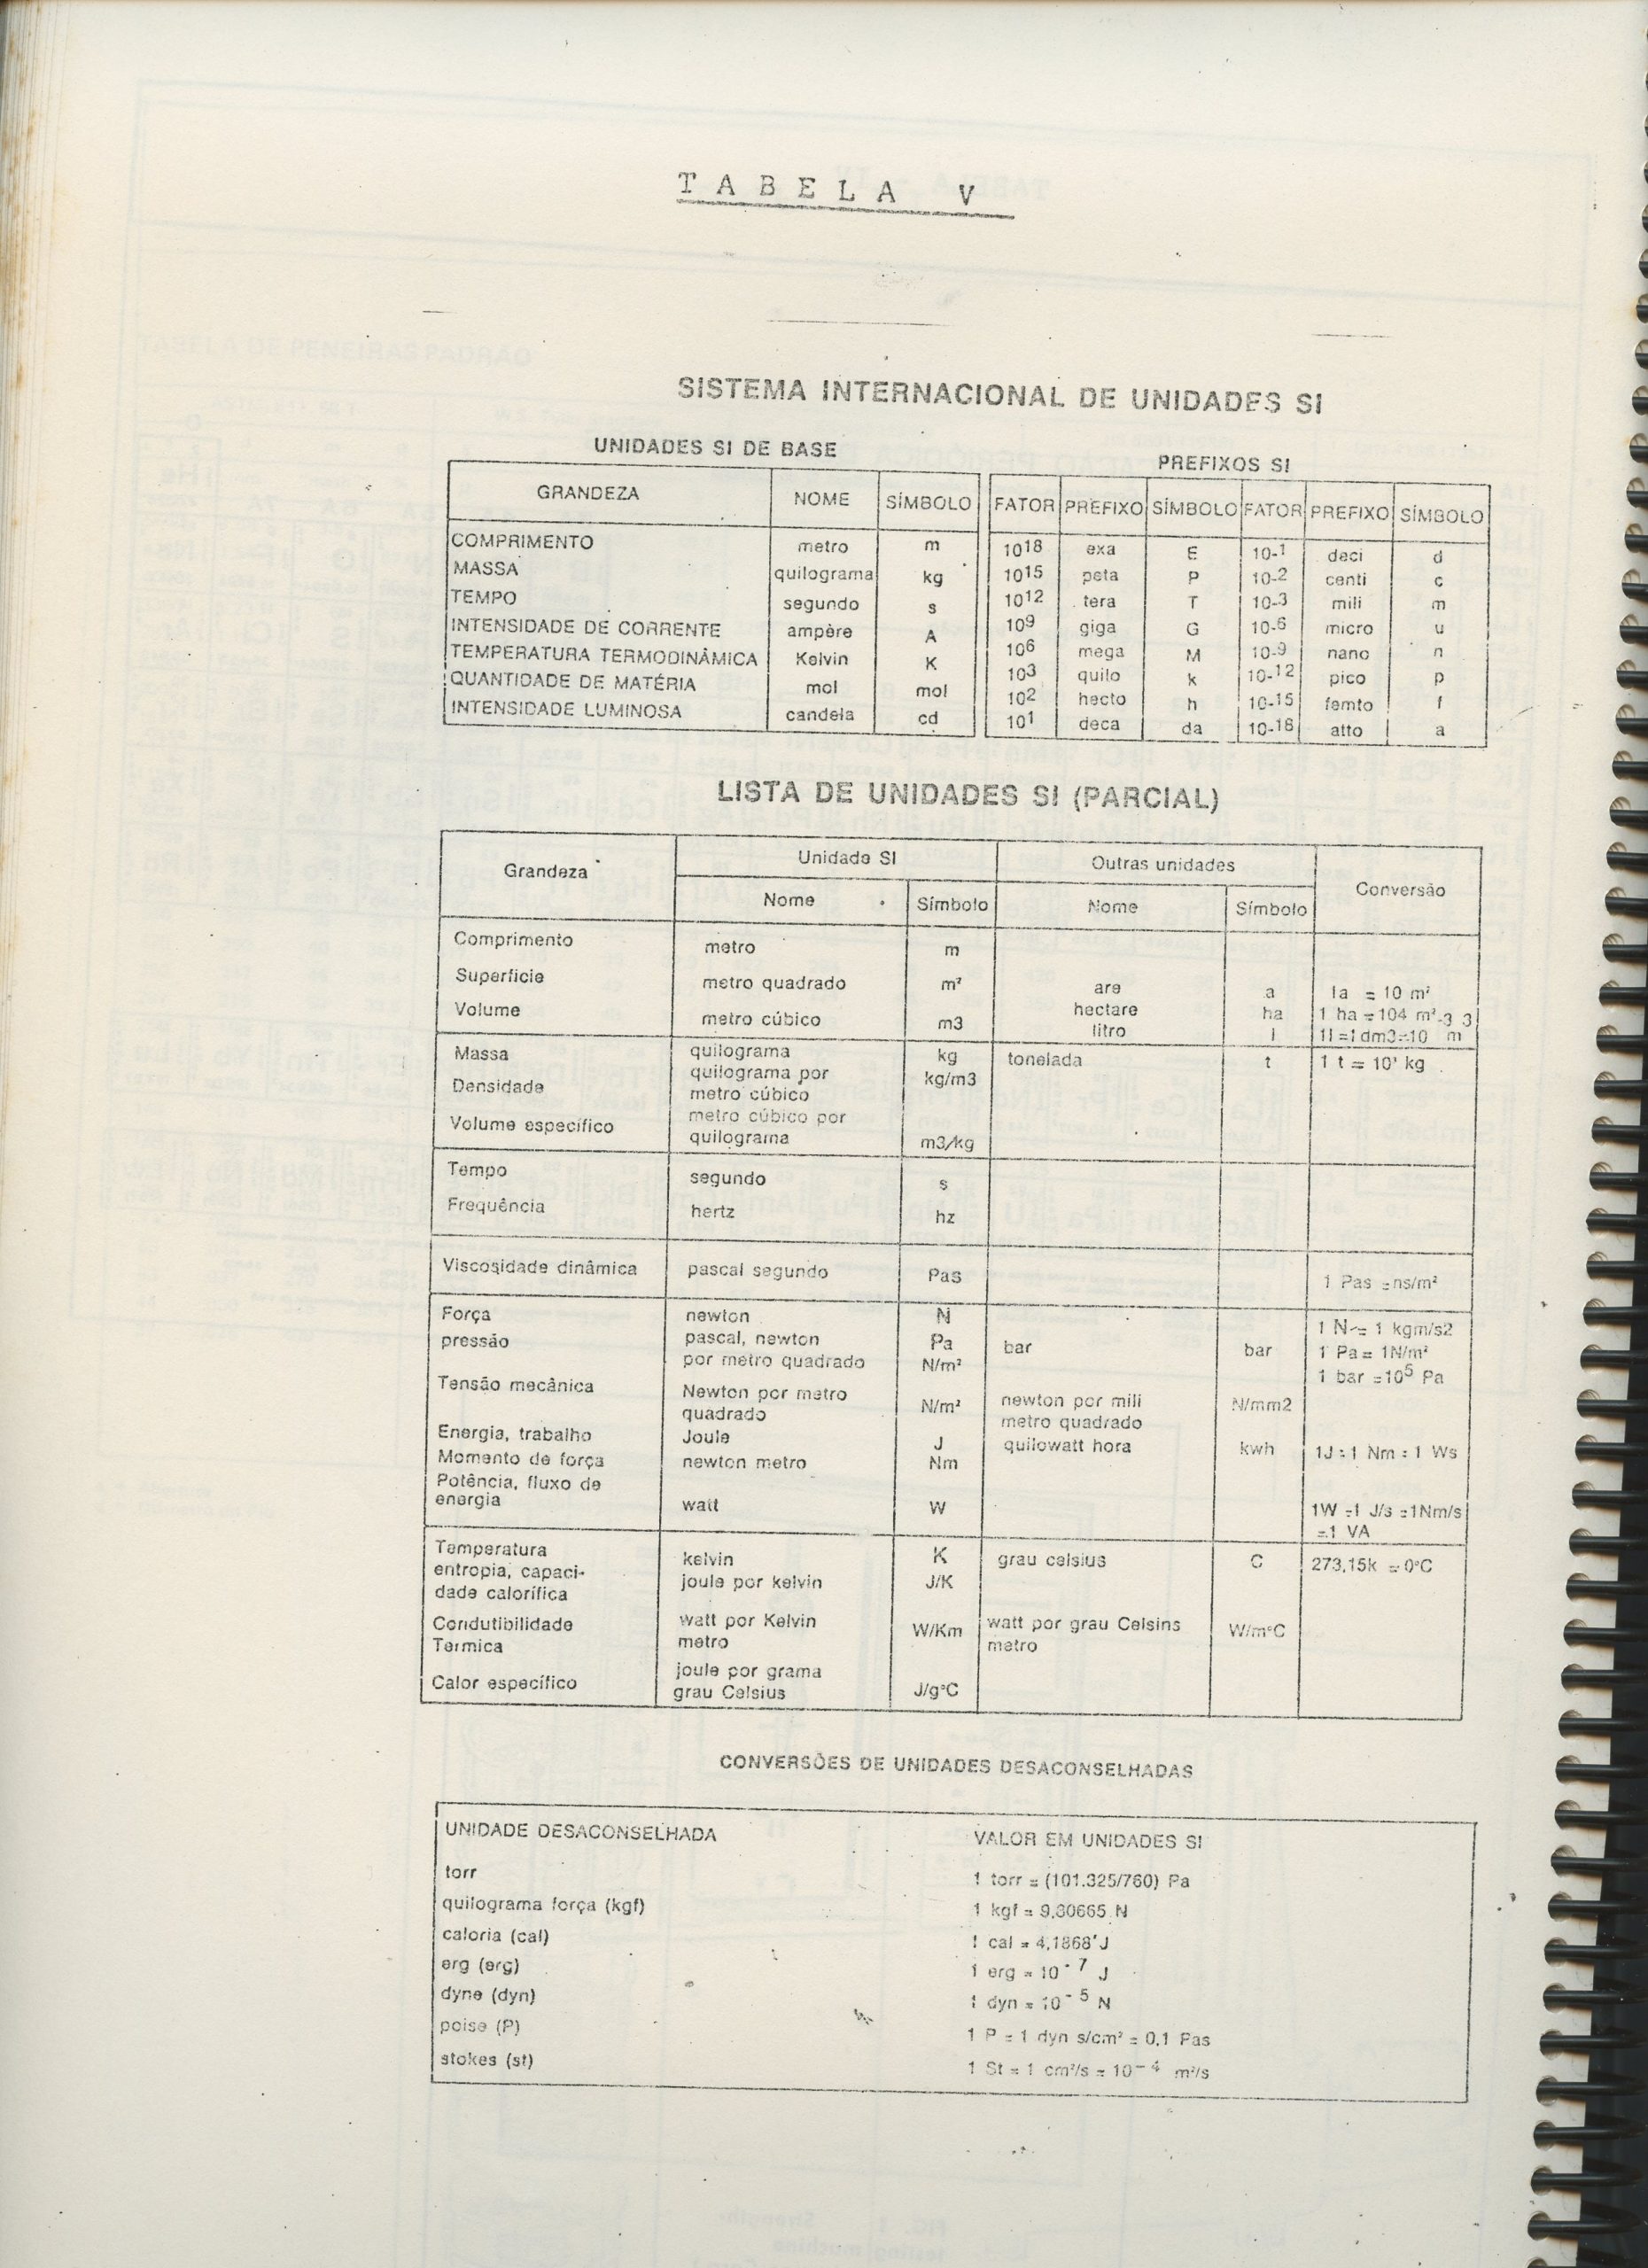 TABELA V
SISTEMA INTERNACIONAL DE UNIDADES SI
UNIDADES SI DE BASE
GRANDEZA NOME SÍMBOLO
COMPRIMENTO metro m
MASSA quilograma kg
TEMPO segundo s
INTENSIDADE DE CORRENTE ampère A
TEMPERATURA TERMODINÂMICA Kelvin K
QUANTIDADE DE MATÉRIA mol mol
INTENSIDADE LUMINOSA candela cd
PREFIXOS SI
FATOR PREFIXO SÍMBOLO FATOR PREFIXO SÍMBOLO
10¹⁸ exa E 10-¹ deci d
10¹⁵ peta P 10-² centi c
10¹² tera T 10-³ mili m
10⁹ giga G 10-⁶ micro u
10⁶ mega M 10-⁹ nano n
10³ quilo k 10-¹² pico p
10² hecto h 10-¹⁵ femto f
10¹ deca da 10-¹⁸ atto a
LISTA DE UNIDADES SI (PARCIAL)
Grandeza Unidade SI Outras unidades Conversão
Nome Símbolo Nome Símbolo
Comprimento metro m
Superfície metro quadrado m² are a 1a = 10 m²
hectare ha 1 ha = 104 m²
Volume metro cúbico m3 litro l 1l = 1 dm3 = 10-3 m3
Massa quilograma kg tonelada t 1 t = 10³ kg
Densidade quilograma por kg/m3
metro cúbico
Volume específico metro cúbico por
quilograma m3/kg
Tempo segundo s
Frequência hertz hz
Viscosidade dinâmica pascal segundo Pas 1 Pas = ns/m²
Força newton N 1 N = 1 kgm/s2
pressão pascal, newton Pa bar bar 1 Pa = 1N/m²
por metro quadrado N/m² 1 bar = 10⁵ Pa
Tensão mecânica Newton por metro N/m² newton por mili N/mm2
quadrado metro quadrado
Energia, trabalho Joule J quilowatt hora kwh 1J = 1 Nm = 1 Ws
Momento de força newton metro Nm
Potência, fluxo de
energia watt W 1W = 1 J/s = 1Nm/s
= 1 VA
Temperatura kelvin K grau celsius C 273,15k = 0°C
entropia, capaci- joule por kelvin J/K
dade calorífica
Condutibilidade watt por Kelvin W/Km watt por grau Celsins W/m°C
Termica metro metro
joule por grama
Calor específico grau Celsius J/g°C
CONVERSÕES DE UNIDADES DESACONSELHADAS
UNIDADE DESACONSELHADA VALOR EM UNIDADES SI
torr 1 torr = (101.325/760) Pa
quilograma força (kgf) 1 kgf = 9,80665 N
caloria (cal) 1 cal = 4,1868 J
erg (erg) 1 erg = 10⁻⁷ J
dyne (dyn) 1 dyn = 10⁻⁵ N
poise (P) 1 P = 1 dyn s/cm² = 0,1 Pas
stokes (st) 1 St = 1 cm²/s = 10⁻⁴ m²/s